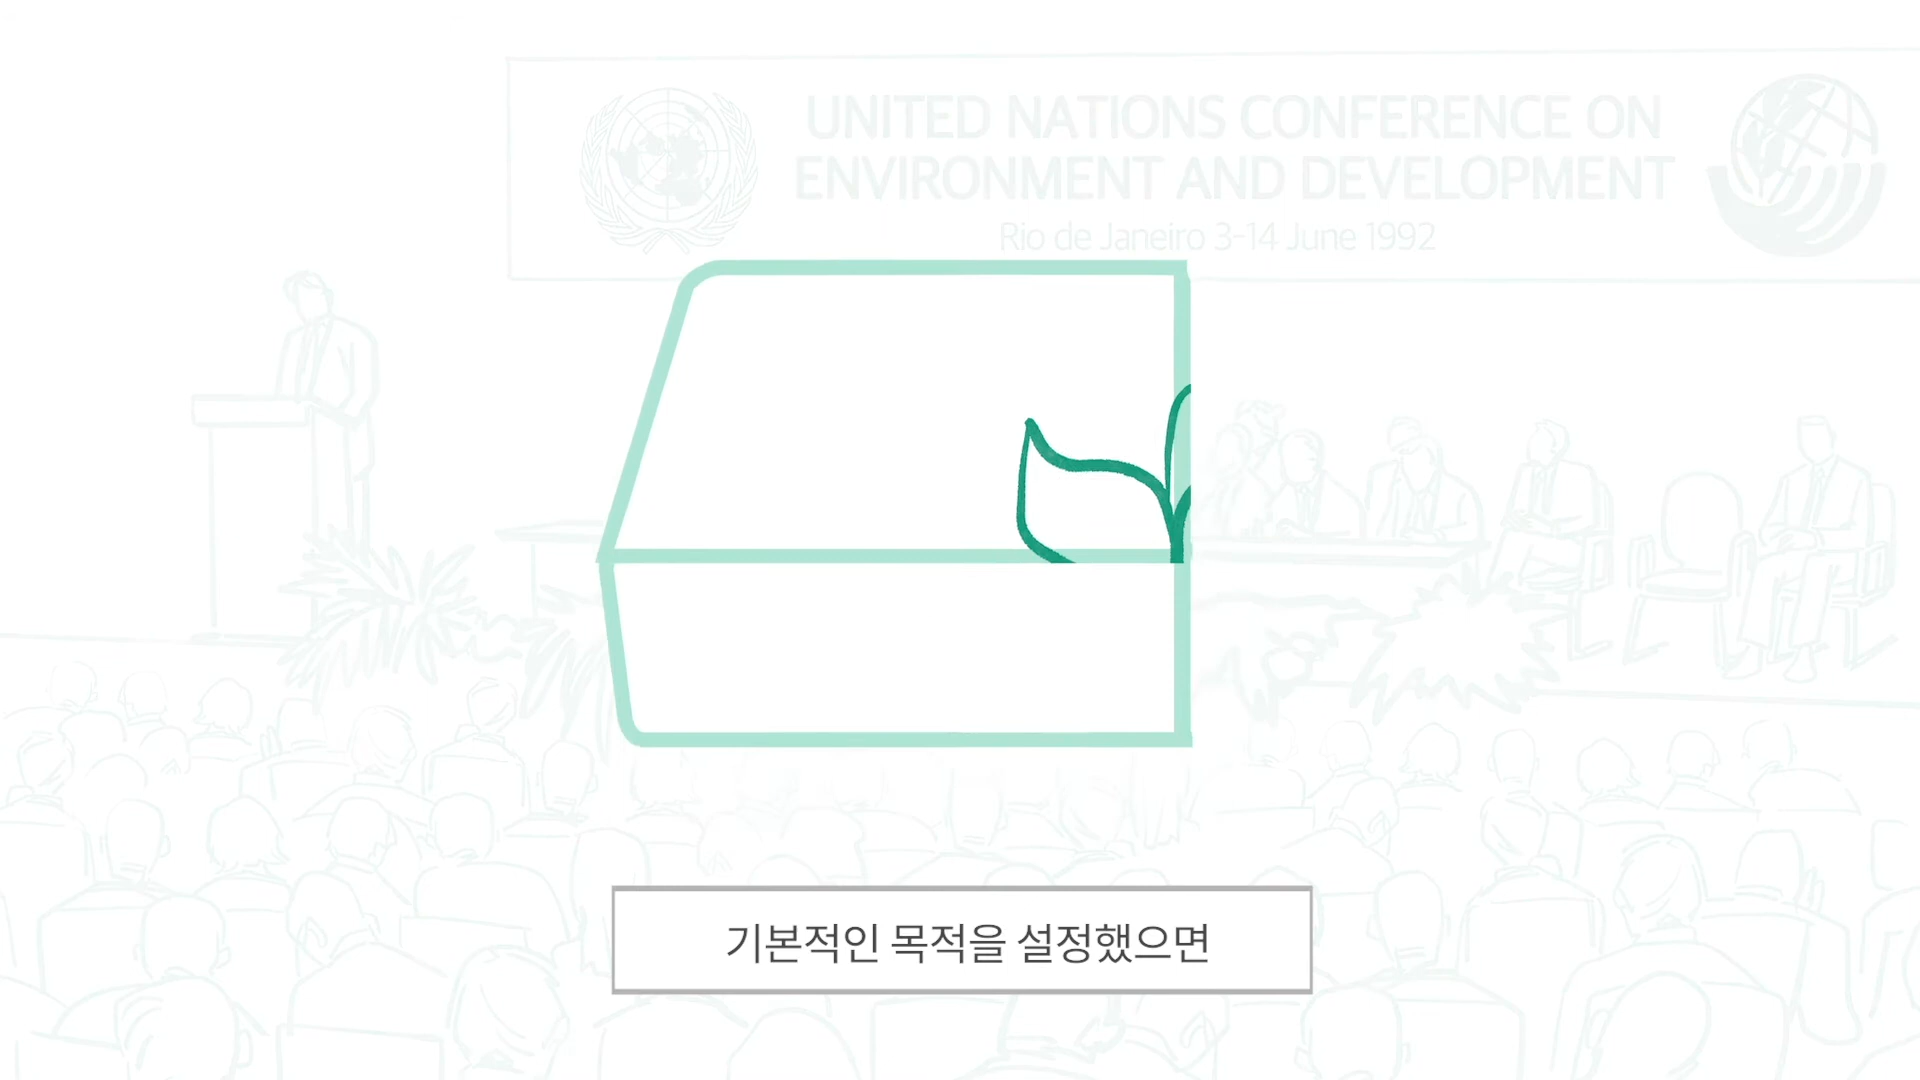 UNITED NATIONS CONFERENCE ON
ENVIRONMENT AND DEVELOPMENT
Rio de Janeiro 3-14 June 1992
기본적인 목적을 설정했으면